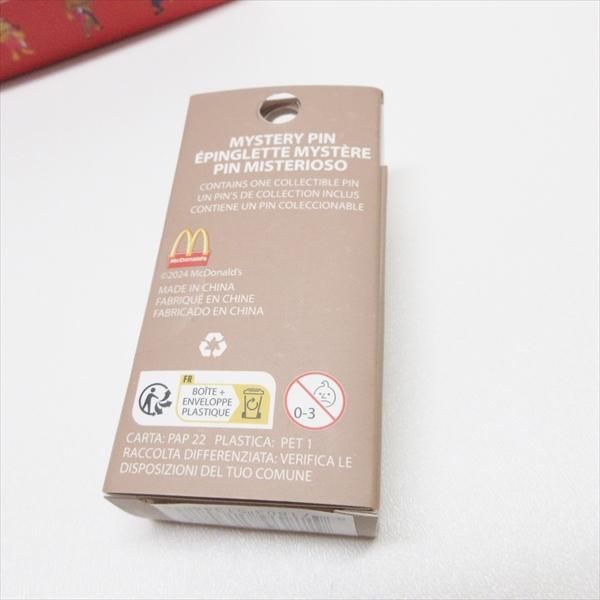 MYSTERY PIN
ÉPINGLETTE MYSTÈRE
PIN MISTERIOSO
CONTAINS ONE COLLECTIBLE PIN
UN PIN'S DE COLLECTION INCLUS
CONTIENE UN PIN COLECCIONABLE
McDonald's
©2024 McDonald's
MADE IN CHINA
FABRIQUÉ EN CHINE
FABRICADO EN CHINA
FR
BOÎTE +
ENVELOPPE
PLASTIQUE
0-3
CARTA: PAP 22 PLASTICA: PET 1
RACCOLTA DIFFERENZIATA: VERIFICA LE
DISPOSIZIONI DEL TUO COMUNE